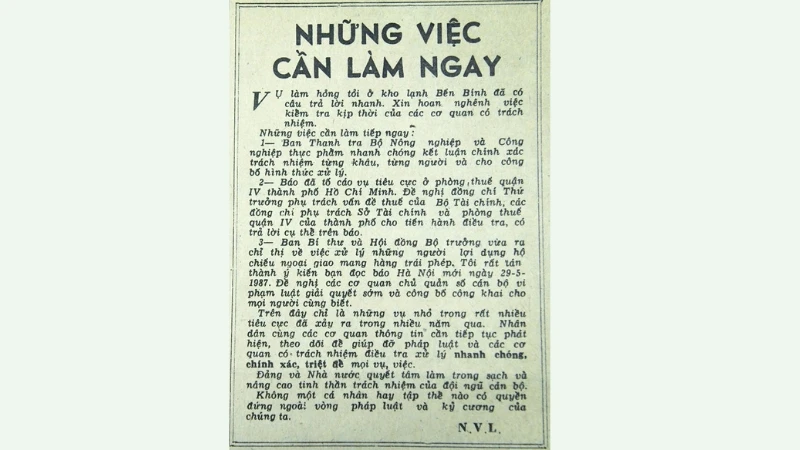 NHỮNG VIỆC
CẦN LÀM NGAY
VỤ làm hỏng tỏi ở kho lạnh Bến Bính đã có
câu trả lời nhanh. Xin hoan nghênh việc
kiểm tra kịp thời của các cơ quan có trách
nhiệm.
Những việc cần làm tiếp ngay :
1— Ban Thanh tra Bộ Nông nghiệp và Công
nghiệp thực phẩm nhanh chóng kết luận chính xác
trách nhiệm từng khâu, từng người và cho công
bố hình thức xử lý.
2— Báo đã tố cáo vụ tiêu cực ở phòng thuế quận
IV thành phố Hồ Chí Minh. Đề nghị đồng chí Thứ
trưởng phụ trách vấn đề thuế của Bộ Tài chính, các
đồng chí phụ trách Sở Tài chính và phòng thuế
quận IV của thành phố cho tiến hành điều tra, có
trả lời cụ thể trên báo.
3— Ban Bí thư và Hội đồng Bộ trưởng vừa ra
chỉ thị về việc xử lý những người lợi dụng hộ
chiếu ngoại giao mang hàng trái phép. Tôi rất tán
thành ý kiến bạn đọc báo Hà Nội mới ngày 29-5-
1987. Đề nghị các cơ quan chủ quản số cán bộ vi
phạm luật giải quyết sớm và công bố công khai cho
mọi người cùng biết.
Trên đây chỉ là những vụ nhỏ trong rất nhiều
tiêu cực đã xảy ra trong nhiều năm qua. Nhân
dân cùng các cơ quan thông tin cần tiếp tục phát
hiện, theo dõi để giúp đỡ pháp luật và các cơ
quan có trách nhiệm điều tra xử lý nhanh chóng,
chính xác, triệt để mọi vụ, việc.
Đảng và Nhà nước quyết tâm làm trong sạch và
nâng cao tinh thần trách nhiệm của đội ngũ cán bộ.
Không một cá nhân hay tập thể nào có quyền
đứng ngoài vòng pháp luật và kỷ cương của
chúng ta.
N.V.L.